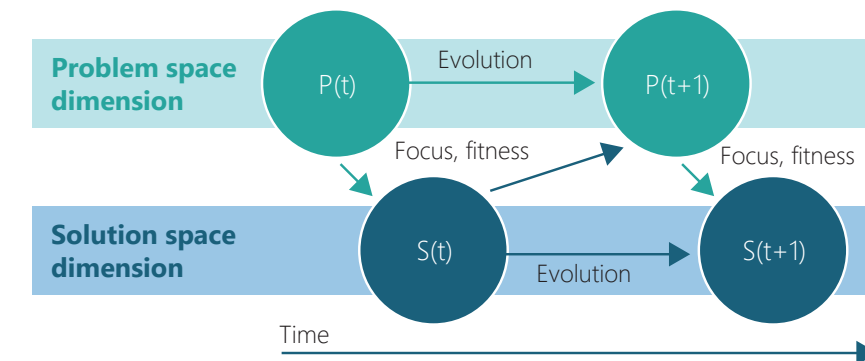 Problem space
dimension
P(t)
Evolution
P(t+1)
Focus, fitness
Focus, fitness
Solution space
dimension
S(t)
Evolution
S(t+1)
Time